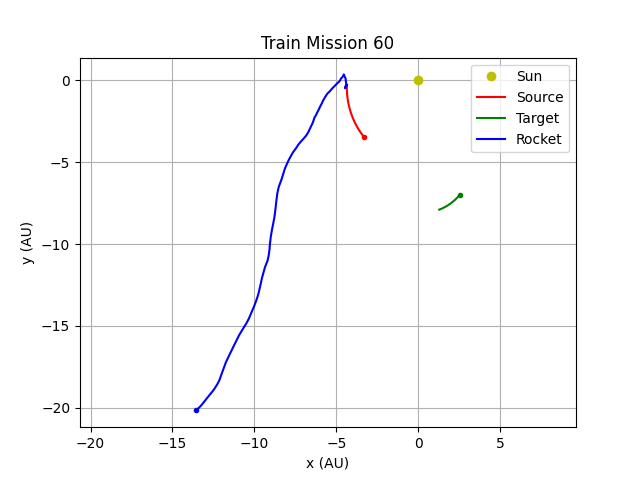 Train Mission 60
Sun
Source
Target
Rocket
0
−5
−10
−15
−20
y (AU)
−20
−15
−10
−5
0
5
x (AU)